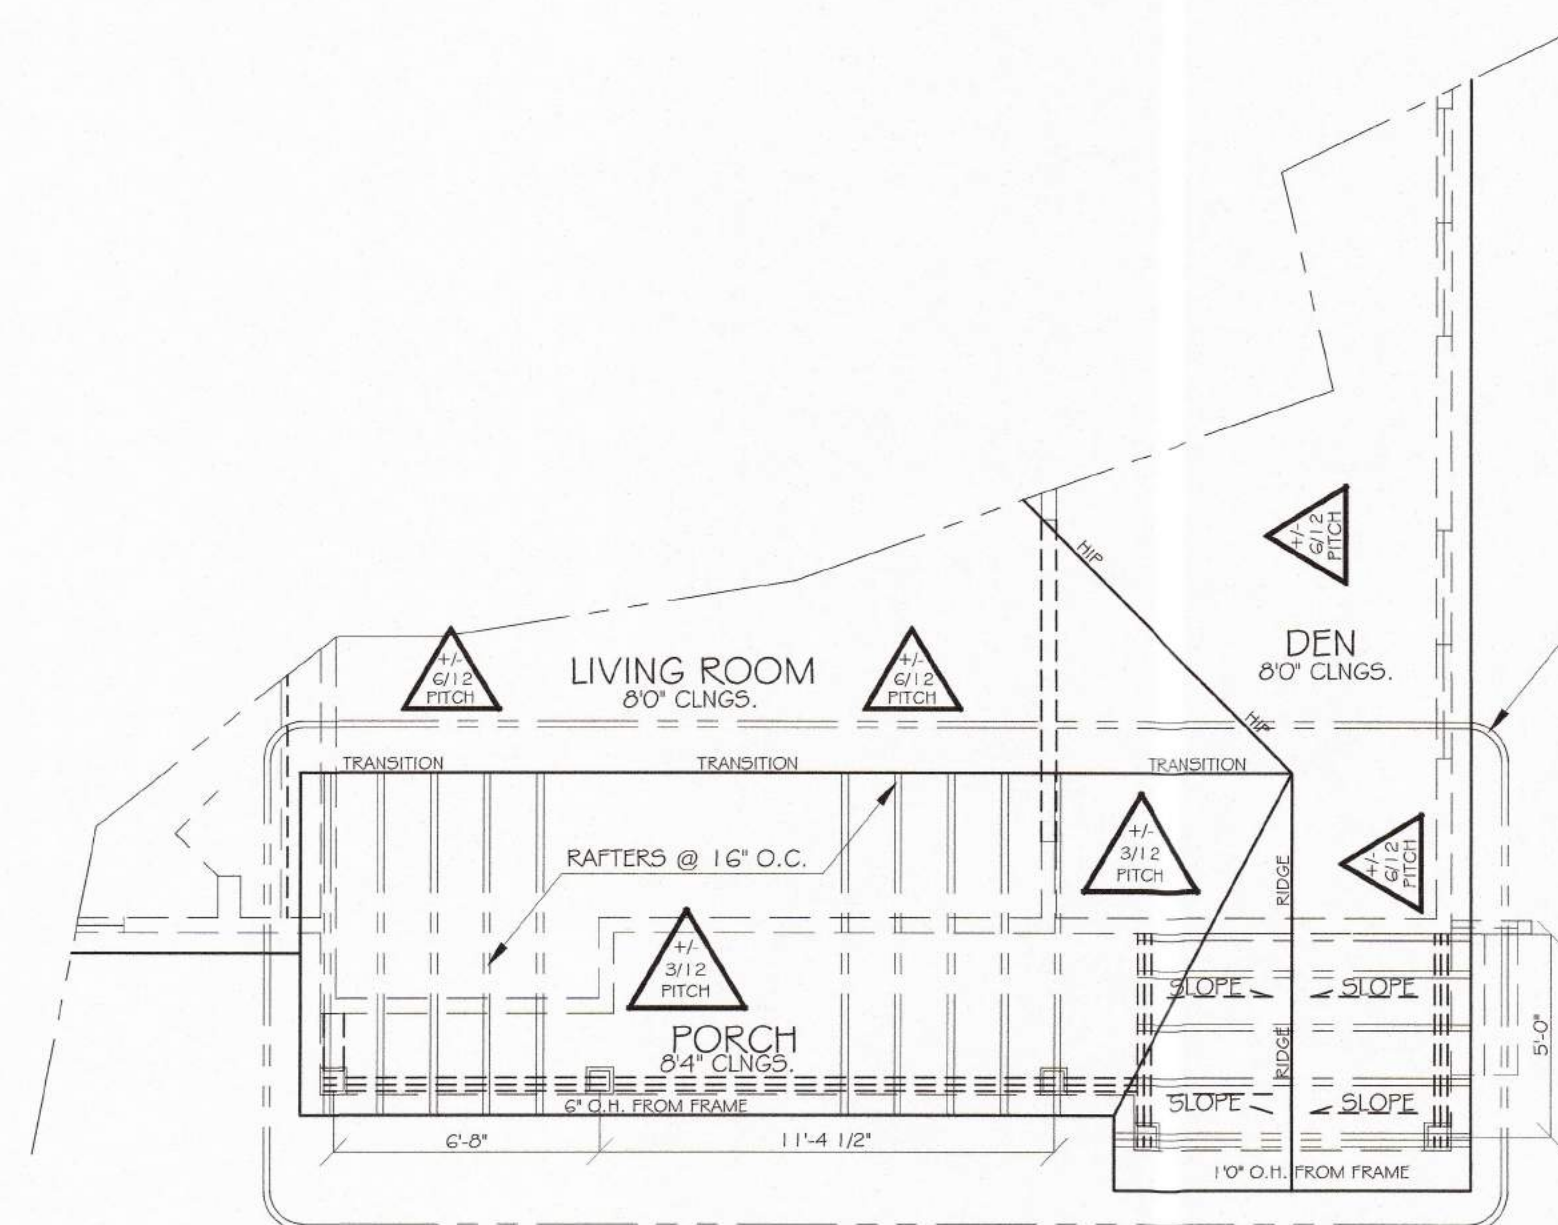 HIP
+/-
6/12
PITCH
DEN
8'0" CLNGS.
+/-
6/12
PITCH
LIVING ROOM
8'0" CLNGS.
+/-
6/12
PITCH
HIP
TRANSITION
TRANSITION
TRANSITION
RAFTERS @ 16" O.C.
+/-
3/12
PITCH
RIDGE
+/-
6/12
PITCH
+/-
3/12
PITCH
SLOPE
SLOPE
PORCH
8'4" CLNGS.
RIDGE
5'-0"
6" O.H. FROM FRAME
SLOPE
SLOPE
6'-8"
11'-4 1/2"
1'0" O.H. FROM FRAME